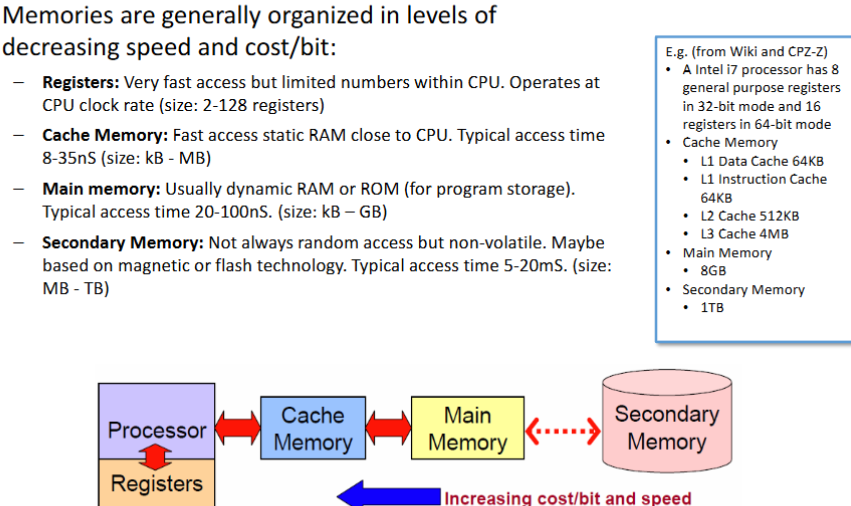 Memories are generally organized in levels of
decreasing speed and cost/bit:
– Registers: Very fast access but limited numbers within CPU. Operates at
CPU clock rate (size: 2-128 registers)
– Cache Memory: Fast access static RAM close to CPU. Typical access time
8-35nS (size: kB - MB)
– Main memory: Usually dynamic RAM or ROM (for program storage).
Typical access time 20-100nS. (size: kB – GB)
– Secondary Memory: Not always random access but non-volatile. Maybe
based on magnetic or flash technology. Typical access time 5-20mS. (size:
MB - TB)
E.g. (from Wiki and CPZ-Z)
• A Intel i7 processor has 8
general purpose registers
in 32-bit mode and 16
registers in 64-bit mode
• Cache Memory
• L1 Data Cache 64KB
• L1 Instruction Cache
64KB
• L2 Cache 512KB
• L3 Cache 4MB
• Main Memory
• 8GB
• Secondary Memory
• 1TB
Processor
Registers
Cache
Memory
Main
Memory
Secondary
Memory
Increasing cost/bit and speed